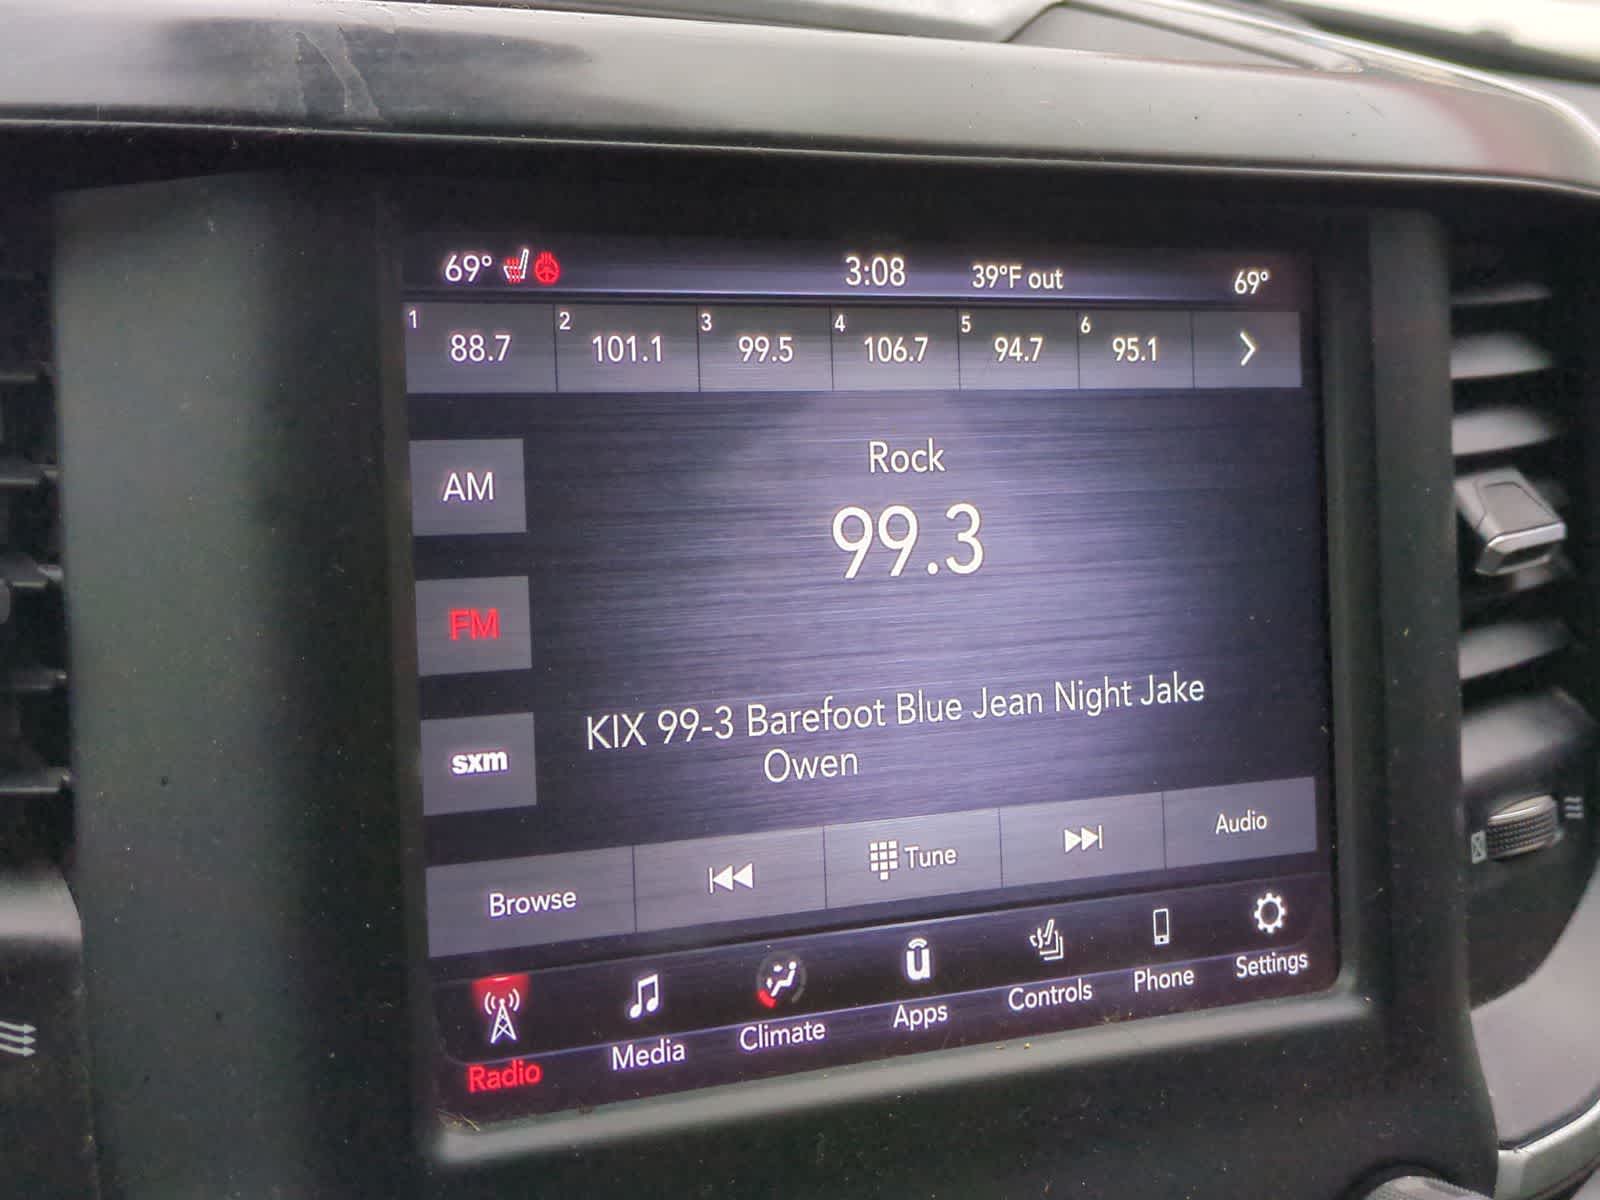 69° 3:08 39°F out 69°
1 88.7 2 101.1 3 99.5 4 106.7 5 94.7 6 95.1
Rock
AM
99.3
FM
KIX 99-3 Barefoot Blue Jean Night Jake
Owen
sxm
Browse Tune Audio
Radio Media Climate Apps Controls Phone Settings